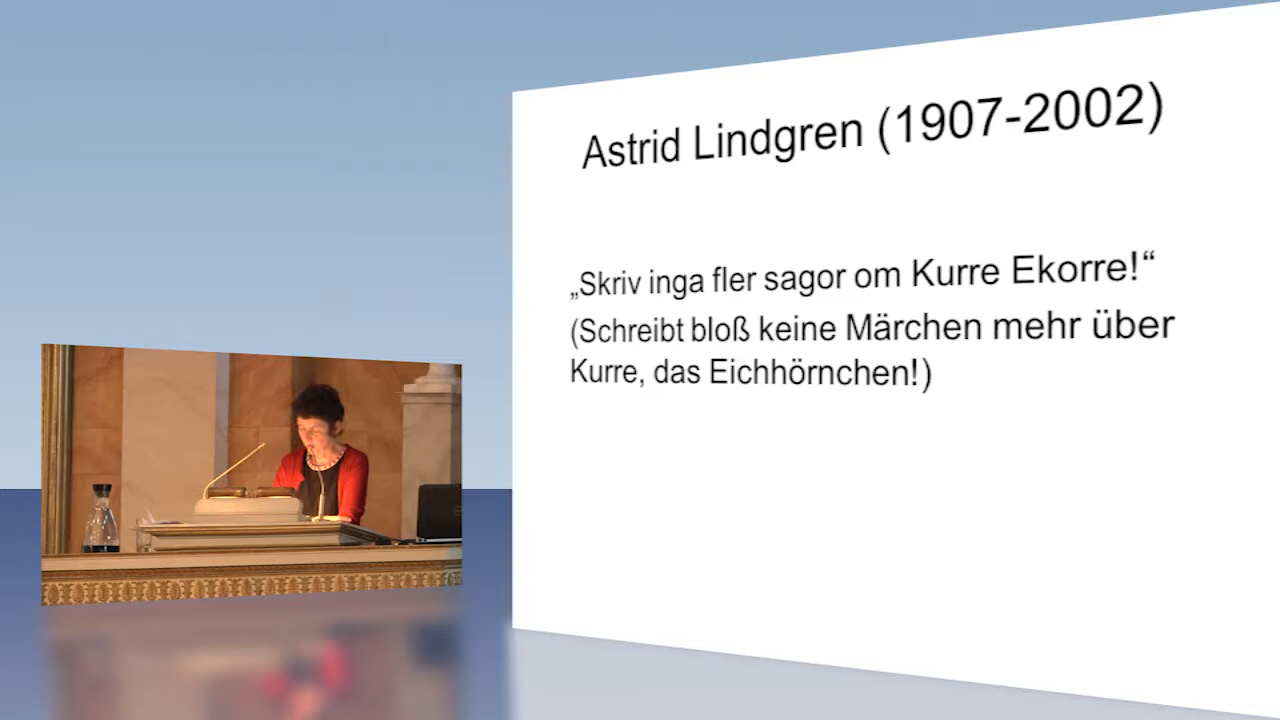 Astrid Lindgren (1907-2002)
„Skriv inga fler sagor om Kurre Ekorre!“
(Schreibt bloß keine Märchen mehr über
Kurre, das Eichhörnchen!)